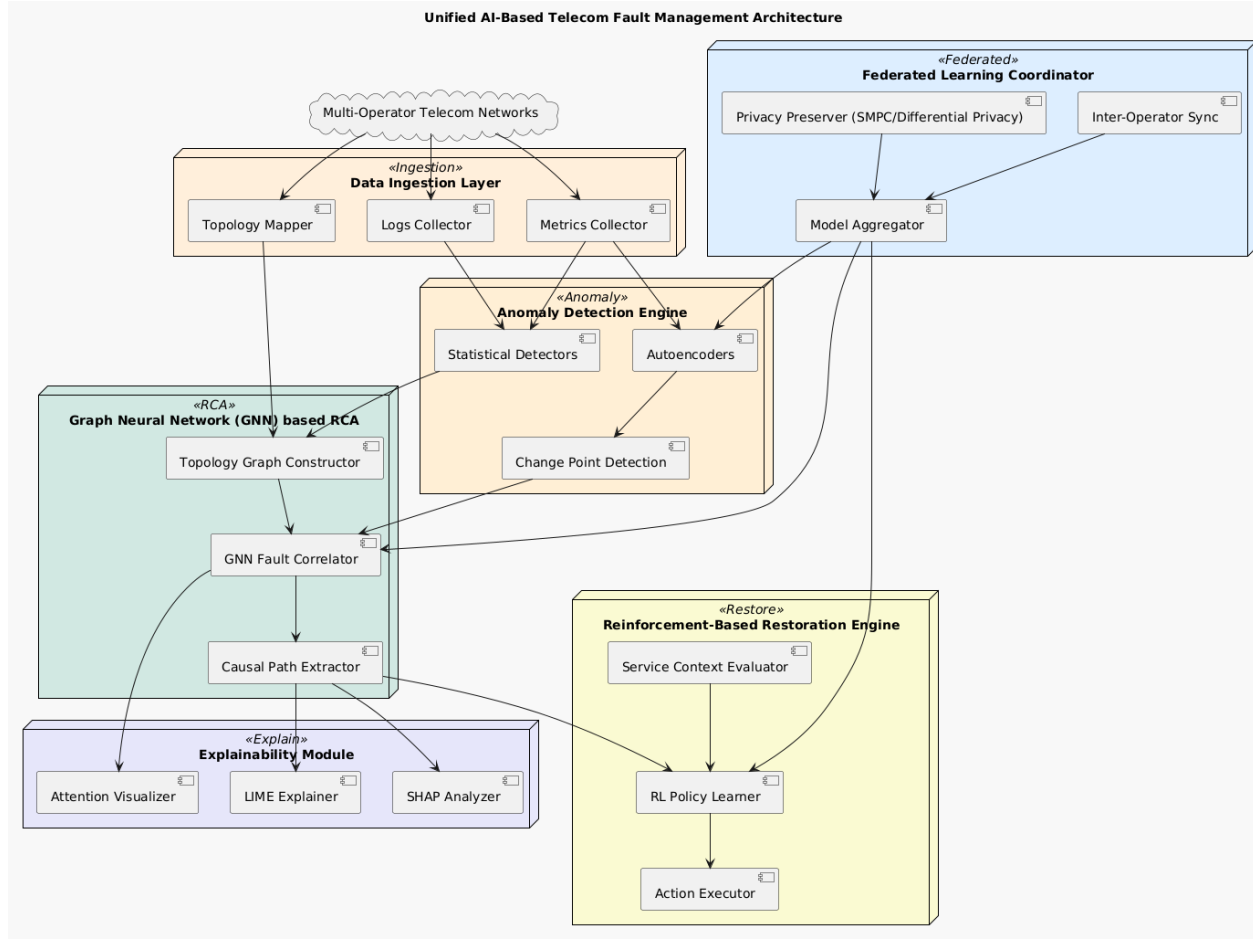 Unified AI-Based Telecom Fault Management Architecture
«Federated»
Federated Learning Coordinator
Privacy Preserver (SMPC/Differential Privacy)
Inter-Operator Sync
Model Aggregator
Multi-Operator Telecom Networks
«Ingestion»
Data Ingestion Layer
Topology Mapper
Logs Collector
Metrics Collector
«Anomaly»
Anomaly Detection Engine
Statistical Detectors
Autoencoders
Change Point Detection
«RCA»
Graph Neural Network (GNN) based RCA
Topology Graph Constructor
GNN Fault Correlator
Causal Path Extractor
«Restore»
Reinforcement-Based Restoration Engine
Service Context Evaluator
RL Policy Learner
Action Executor
«Explain»
Explainability Module
Attention Visualizer
LIME Explainer
SHAP Analyzer